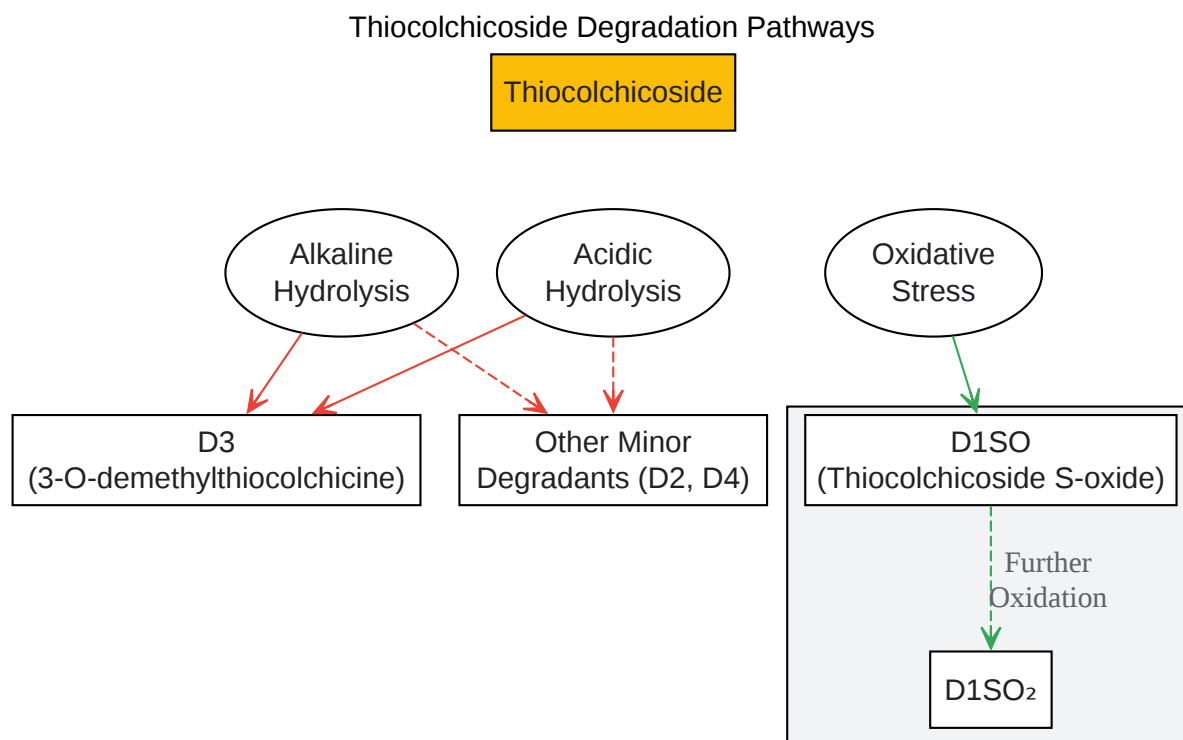 Thiocolchicoside Degradation Pathways
Thiocolchicoside
Alkaline
Hydrolysis
Acidic
Hydrolysis
Oxidative
Stress
D3
(3-O-demethylthiocolchicine)
Other Minor
Degradants (D2, D4)
D1SO
(Thiocolchicoside S-oxide)
Further
Oxidation
D1SO₂